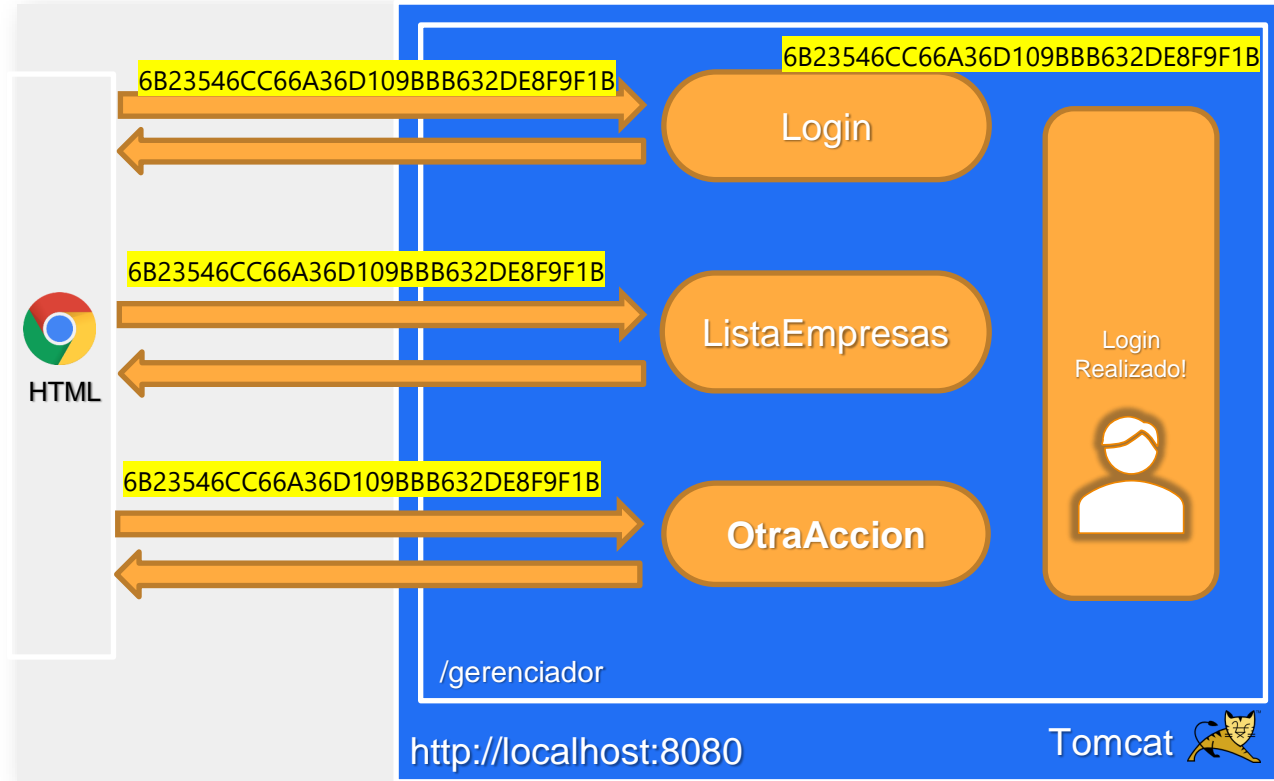 6B23546CC66A36D109BBB632DE8F9F1B
6B23546CC66A36D109BBB632DE8F9F1B
Login
6B23546CC66A36D109BBB632DE8F9F1B
ListaEmpresas
Login
Realizado!
HTML
6B23546CC66A36D109BBB632DE8F9F1B
OtraAccion
/gerenciador
http://localhost:8080
Tomcat